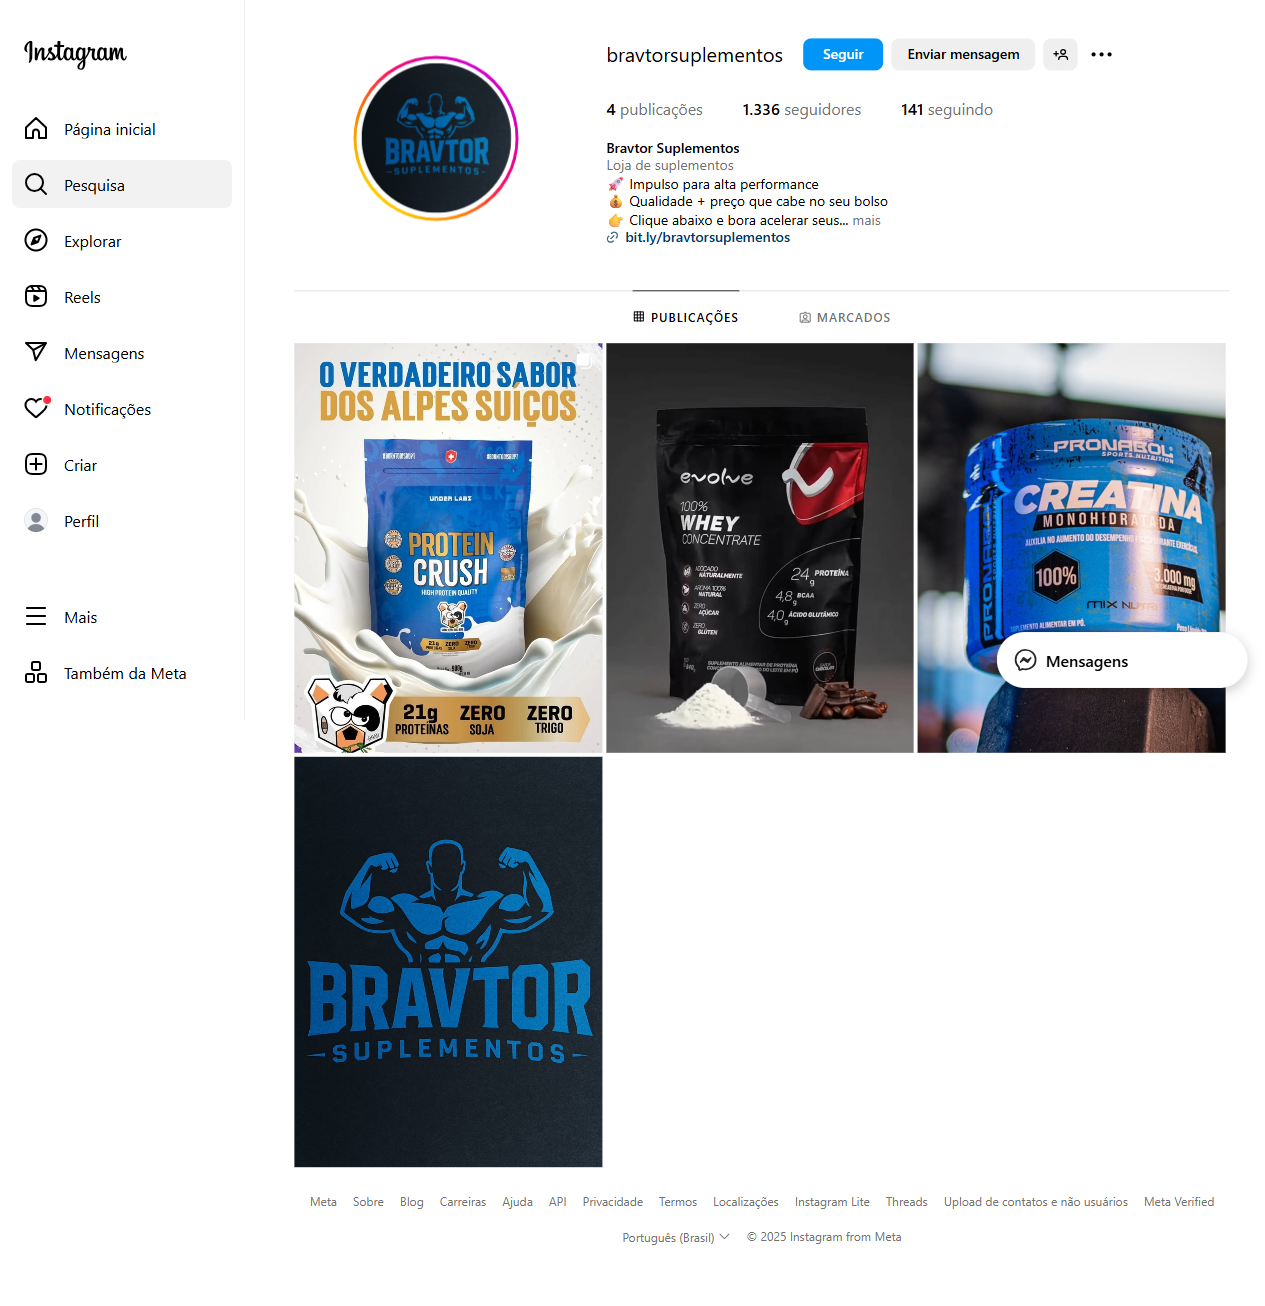 Instagram
Página inicial
Pesquisa
Explorar
Reels
Mensagens
Notificações
Criar
Perfil
Mais
Também da Meta
bravtorsuplementos Seguir Enviar mensagem
4 publicações 1.336 seguidores 141 seguindo
Bravtor Suplementos
Loja de suplementos
🚀 Impulso para alta performance
💰 Qualidade + preço que cabe no seu bolso
👉 Clique abaixo e bora acelerar seus... mais
bit.ly/bravtorsuplementos
BRAVTOR
SUPLEMENTOS
PUBLICAÇÕES MARCADOS
O VERDADEIRO SABOR
DOS ALPES SUÍÇOS
UNDER LABZ
PROTEIN
CRUSH
HIGH PROTEIN QUALITY
21g ZERO ZERO
PROTEÍNAS SOJA TRIGO
evolve
100%
WHEY
CONCENTRATE
ADOÇADO
NATURALMENTE
AROMA 100%
NATURAL
ZERO
AÇÚCAR
ZERO
GLÚTEN
24g PROTEÍNA
4,8g BCAA
4,0g ÁCIDO GLUTÂMICO
SUPLEMENTO ALIMENTAR DE PROTEÍNA
CHOCOLATE
PRONABOL
SPORTS NUTRITION
CREATINA
MONOHIDRATADA
AUXILIA NO AUMENTO DO DESEMPENHO
100%
3.000 mg
MIX NUTRI
SUPLEMENTO ALIMENTAR EM PÓ.
Mensagens
BRAVTOR
SUPLEMENTOS
Meta Sobre Blog Carreiras Ajuda API Privacidade Termos Localizações Instagram Lite Threads Upload de contatos e não usuários Meta Verified
Português (Brasil) © 2025 Instagram from Meta